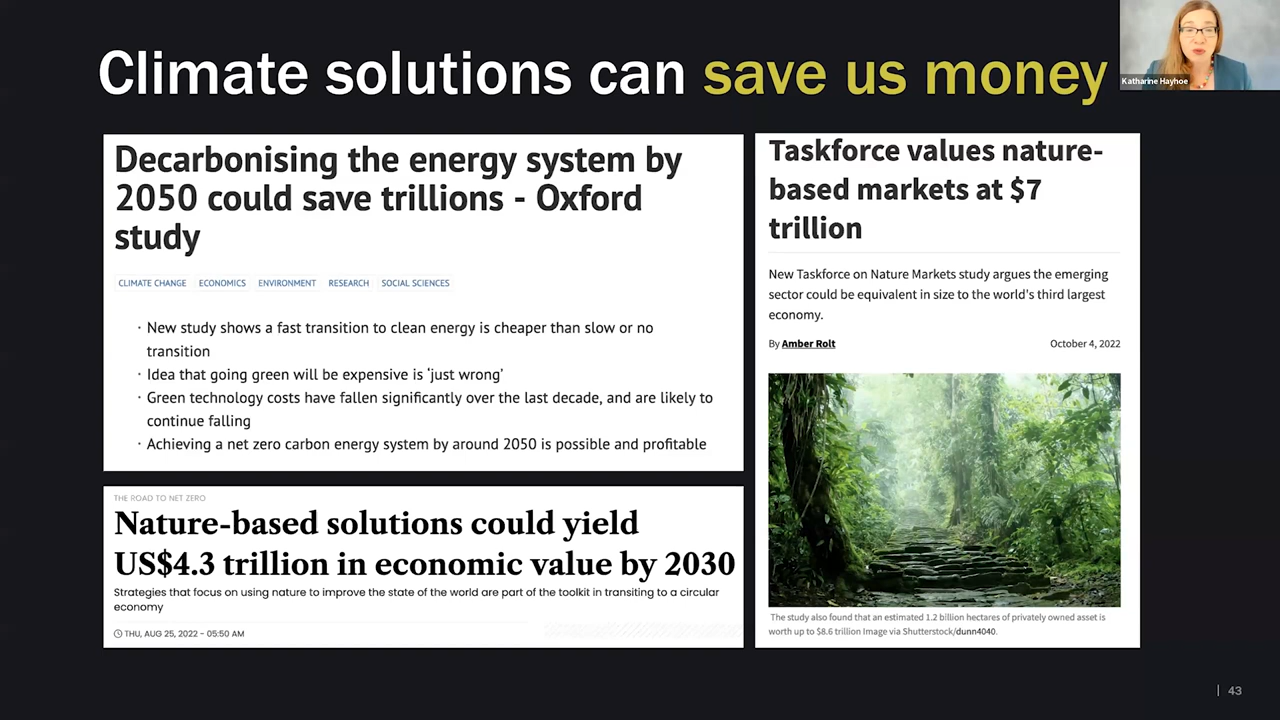 Climate solutions can save us money
Katharine Hayhoe
Decarbonising the energy system by
2050 could save trillions - Oxford
study
CLIMATE CHANGE ECONOMICS ENVIRONMENT RESEARCH SOCIAL SCIENCES
· New study shows a fast transition to clean energy is cheaper than slow or no
transition
· Idea that going green will be expensive is ‘just wrong’
· Green technology costs have fallen significantly over the last decade, and are likely to
continue falling
· Achieving a net zero carbon energy system by around 2050 is possible and profitable
THE ROAD TO NET ZERO
Nature-based solutions could yield
US$4.3 trillion in economic value by 2030
Strategies that focus on using nature to improve the state of the world are part of the toolkit in transiting to a circular
economy
THU, AUG 25, 2022 - 05:50 AM
Taskforce values nature-
based markets at $7
trillion
New Taskforce on Nature Markets study argues the emerging
sector could be equivalent in size to the world's third largest
economy.
By Amber Rolt October 4, 2022
The study also found that an estimated 1.2 billion hectares of privately owned asset is
worth up to $8.6 trillion Image via Shutterstock/dunn4040.
| 43